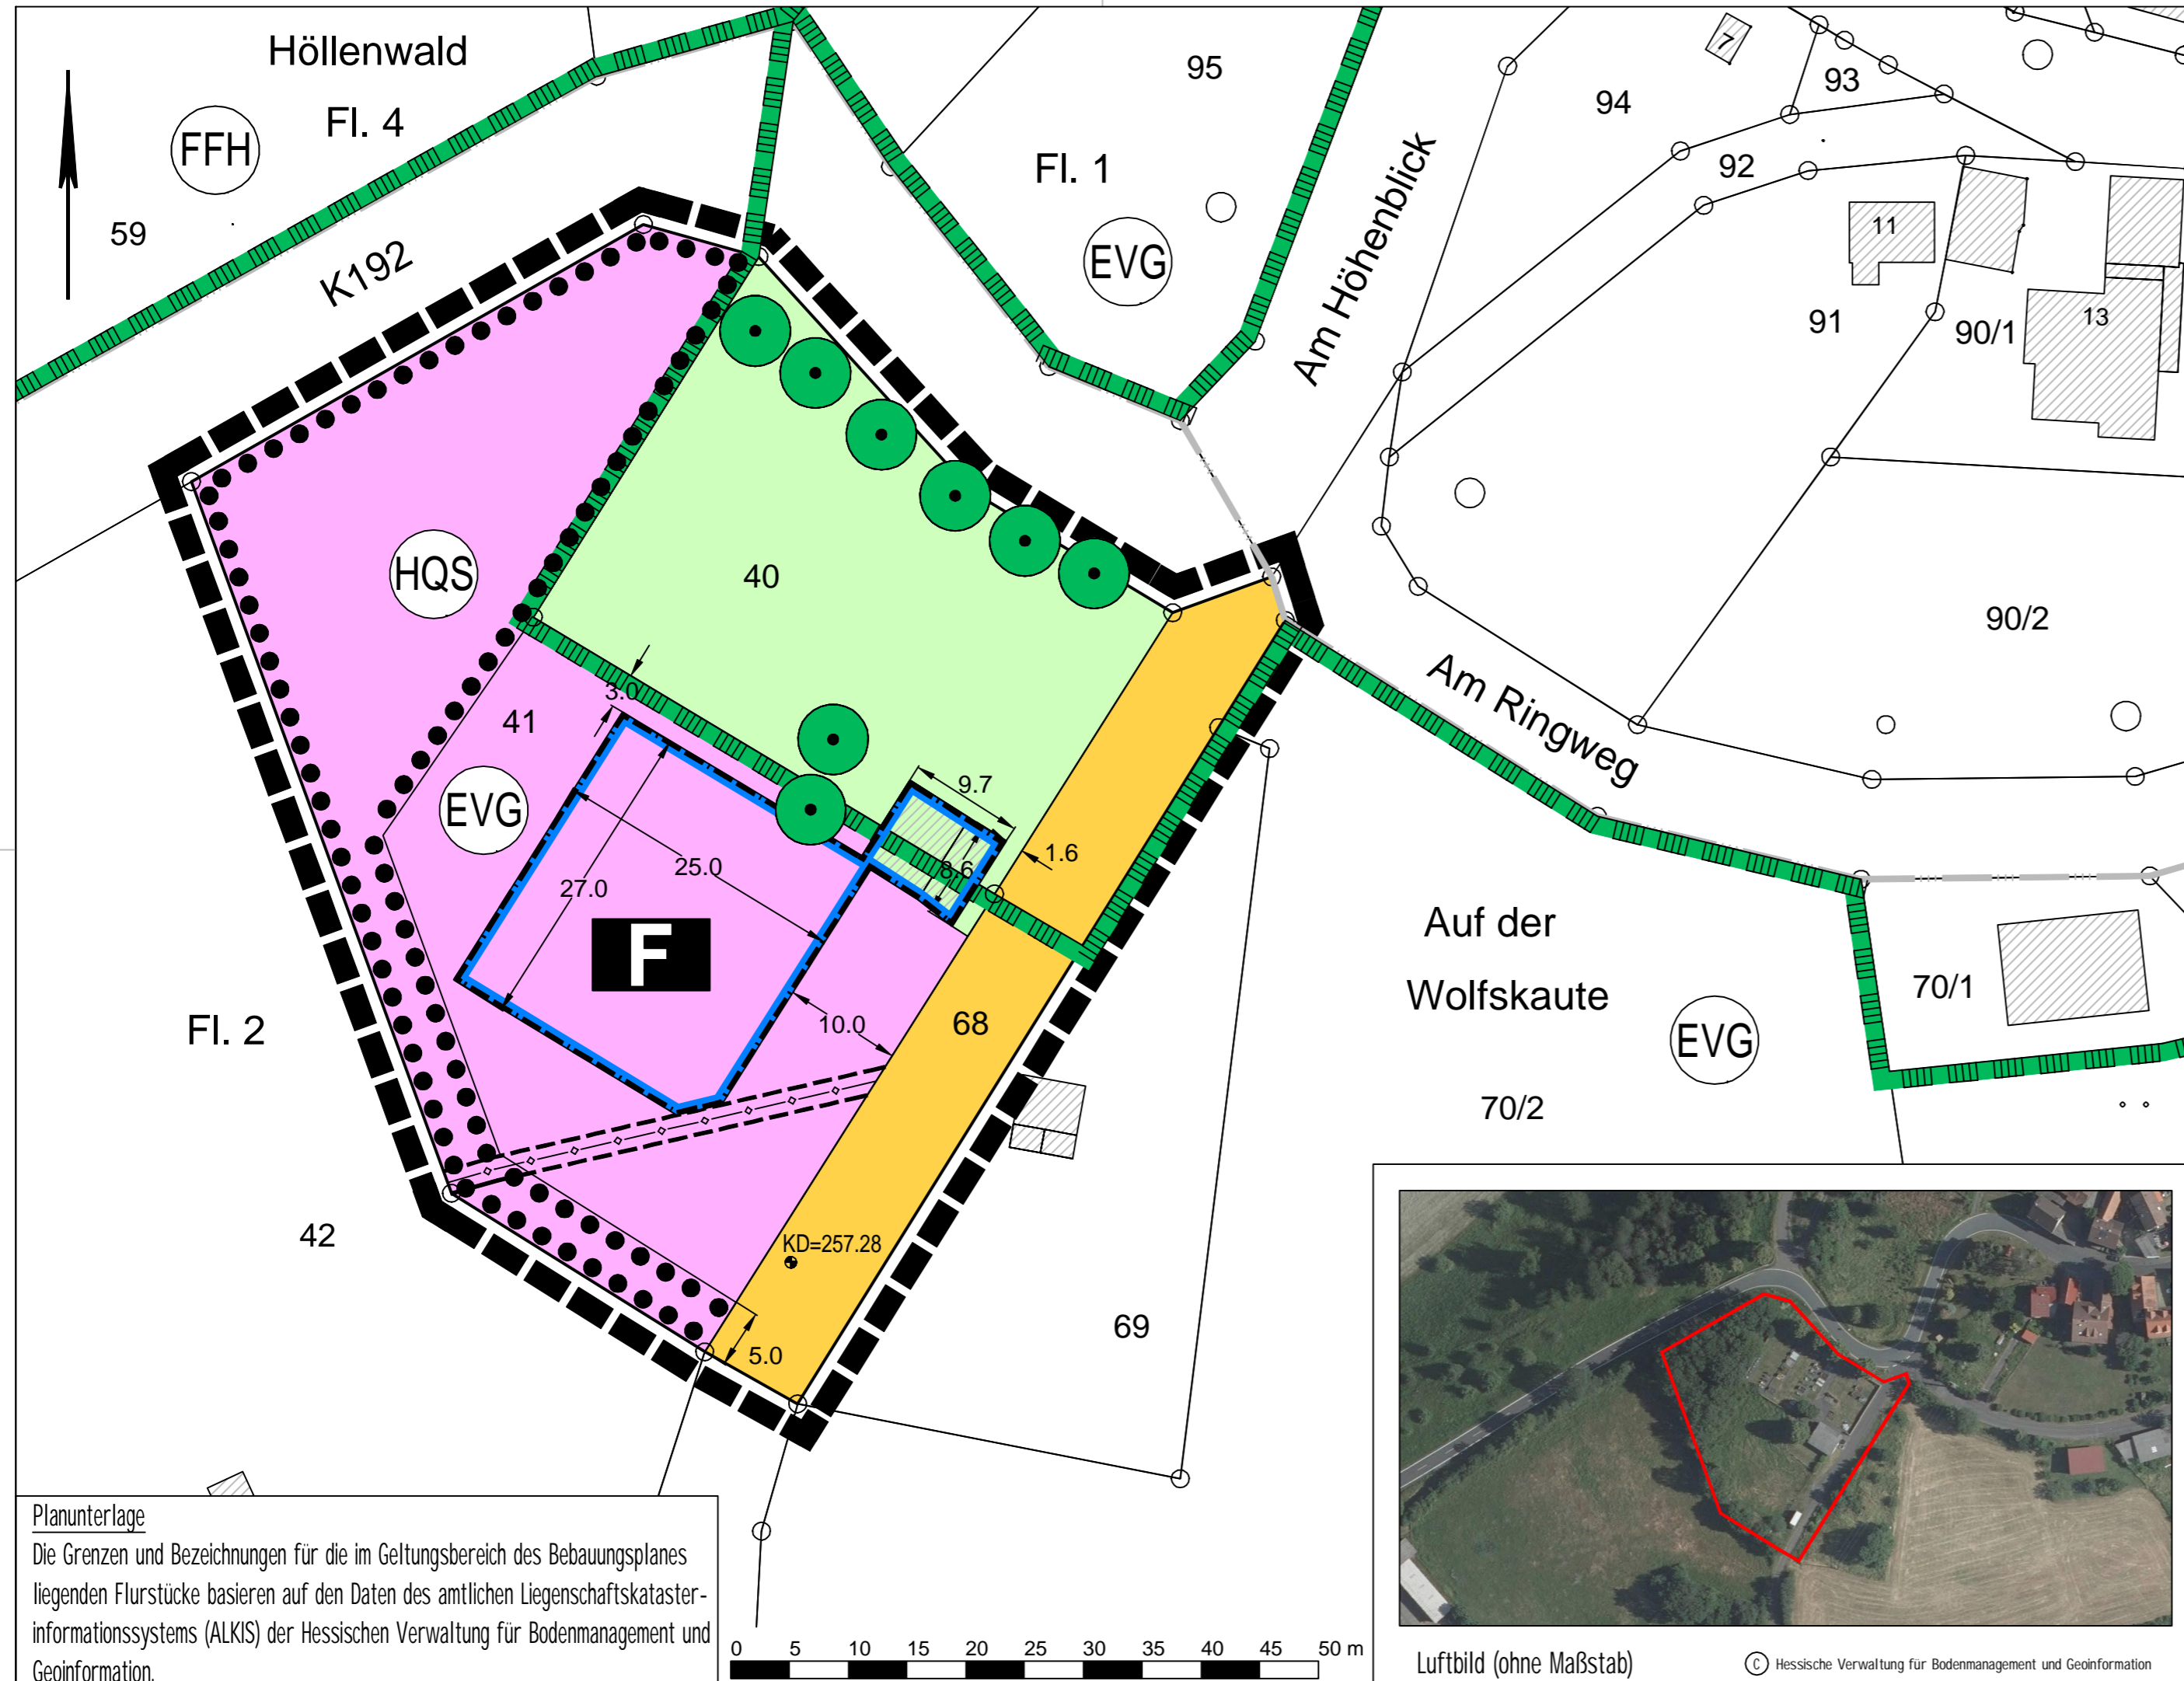 Höllenwald
Fl. 4
FFH
59
K192
95
Fl. 1
EVG
Am Höhenblick
7
94
93
92
11
91
90/1
13
90/2
HQS
40
Am Ringweg
3.0
41
EVG
9.7
8.6
1.6
25.0
27.0
F
10.0
68
Fl. 2
42
Auf der
Wolfskaute
EVG
70/1
70/2
KD=257.28
5.0
69
Planunterlage
Die Grenzen und Bezeichnungen für die im Geltungsbereich des Bebauungsplanes
liegenden Flurstücke basieren auf den Daten des amtlichen Liegenschaftskataster-
informationssystems (ALKIS) der Hessischen Verwaltung für Bodenmanagement und
Geoinformation.
0 5 10 15 20 25 30 35 40 45 50 m
Luftbild (ohne Maßstab)
© Hessische Verwaltung für Bodenmanagement und Geoinformation